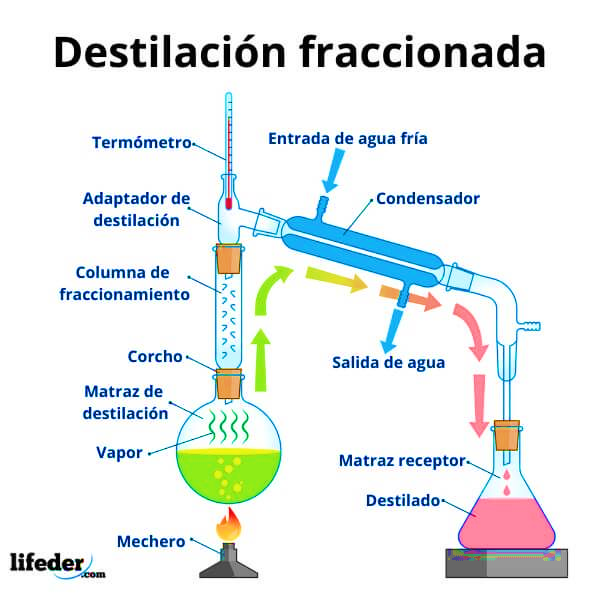 Destilación fraccionada
Termómetro
Entrada de agua fría
Adaptador de
destilación
Condensador
Columna de
fraccionamiento
Corcho
Salida de agua
Matraz de
destilación
Vapor
Matraz receptor
Destilado
Mechero
lifeder
.com